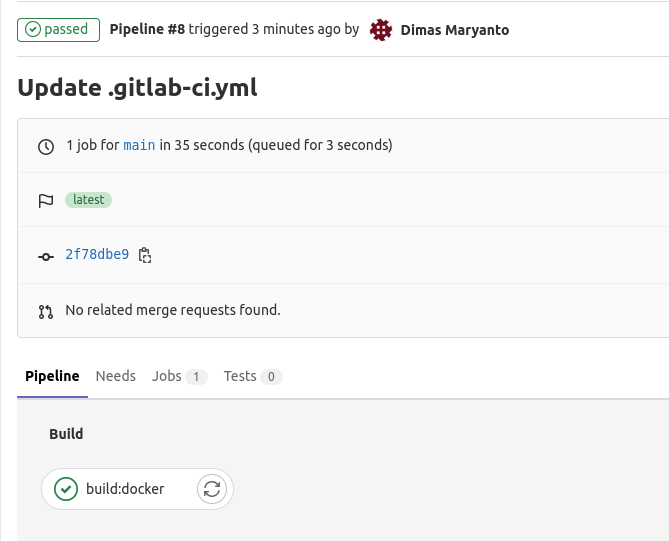 passed Pipeline #8 triggered 3 minutes ago by Dimas Maryanto
Update .gitlab-ci.yml
1 job for main in 35 seconds (queued for 3 seconds)
latest
2f78dbe9
No related merge requests found.
Pipeline Needs Jobs 1 Tests 0
Build
build:docker